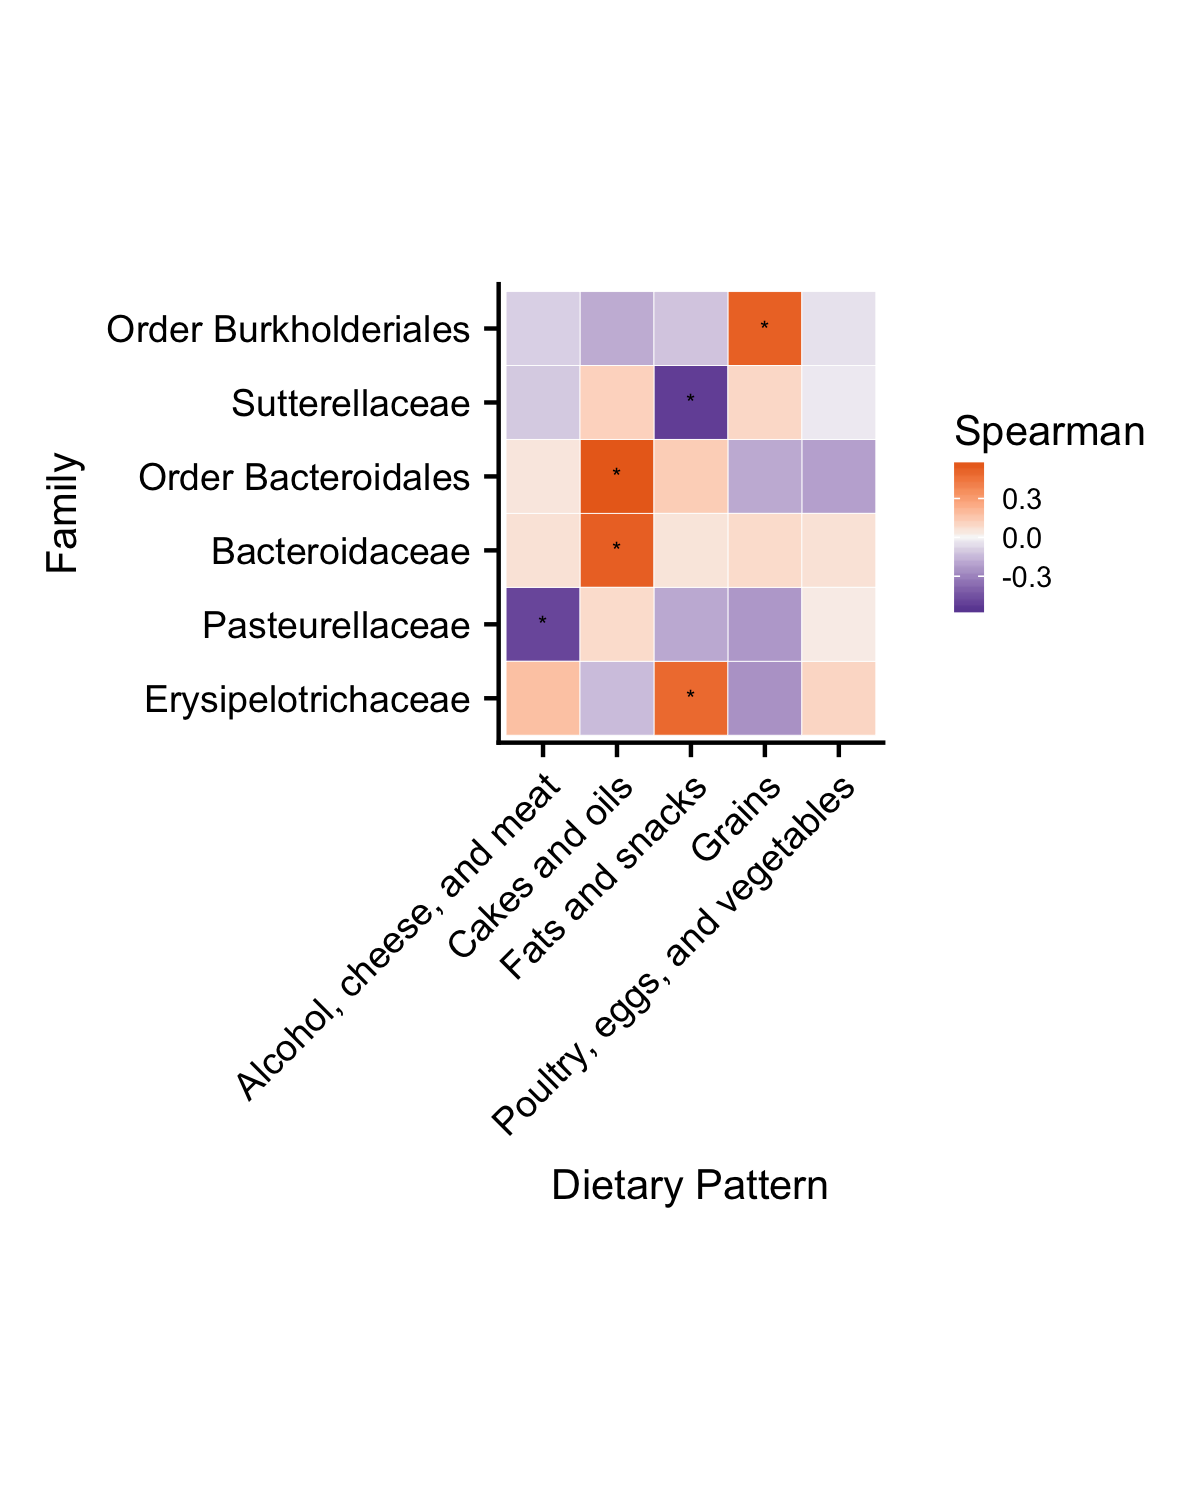 Family
Order Burkholderiales
Sutterellaceae
Order Bacteroidales
Bacteroidaceae
Pasteurellaceae
Erysipelotrichaceae
*
*
*
*
*
*
Alcohol, cheese, and meat
Cakes and oils
Fats and snacks
Grains
Poultry, eggs, and vegetables
Dietary Pattern
Spearman
0.3
0.0
-0.3